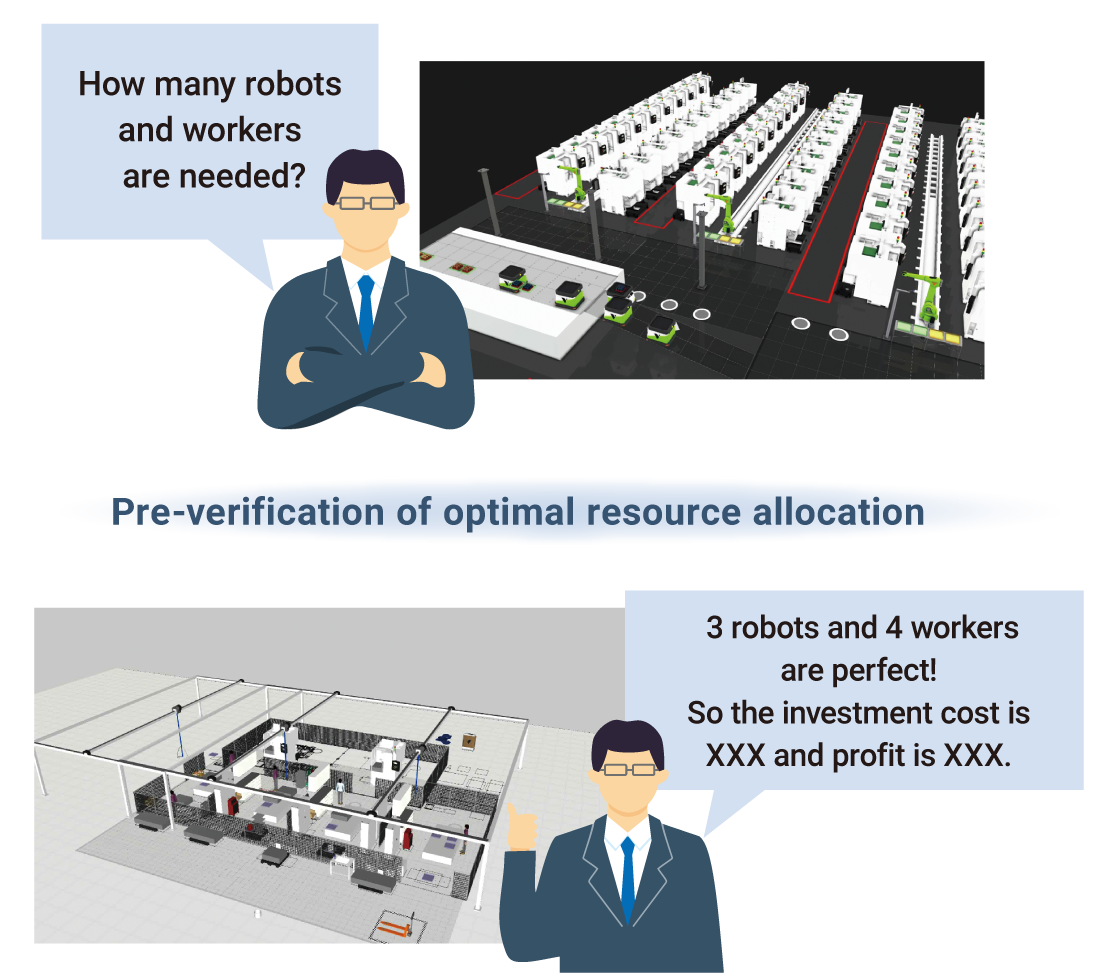 How many robots
and workers
are needed?
Pre-verification of optimal resource allocation
3 robots and 4 workers
are perfect!
So the investment cost is
XXX and profit is XXX.